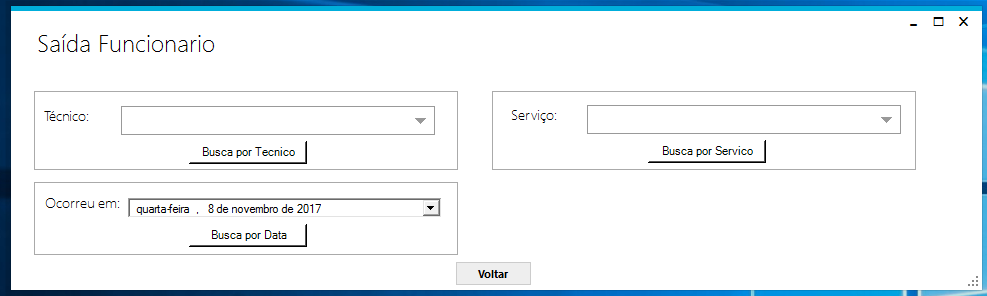 Saída Funcionario
Técnico:
Busca por Tecnico
Serviço:
Busca por Servico
Ocorreu em:
quarta-feira , 8 de novembro de 2017
Busca por Data
Voltar